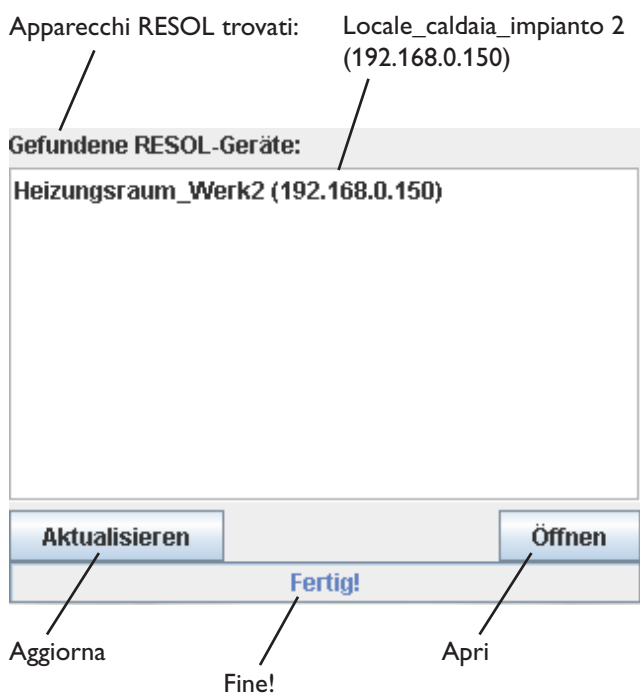 Apparecchi RESOL trovati:
Locale_caldaia_impianto 2
(192.168.0.150)
Gefundene RESOL-Geräte:
Heizungsraum_Werk2 (192.168.0.150)
Aktualisieren
Öffnen
Fertig!
Aggiorna
Apri
Fine!